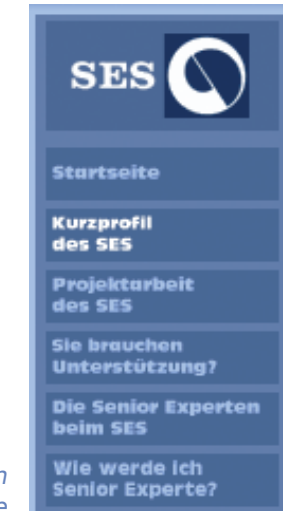 SES
Startseite
Kurzprofil
des SES
Projektarbeit
des SES
Sie brauchen
Unterstützung?
Die Senior Experten
beim SES
Wie werde ich
Senior Experte?